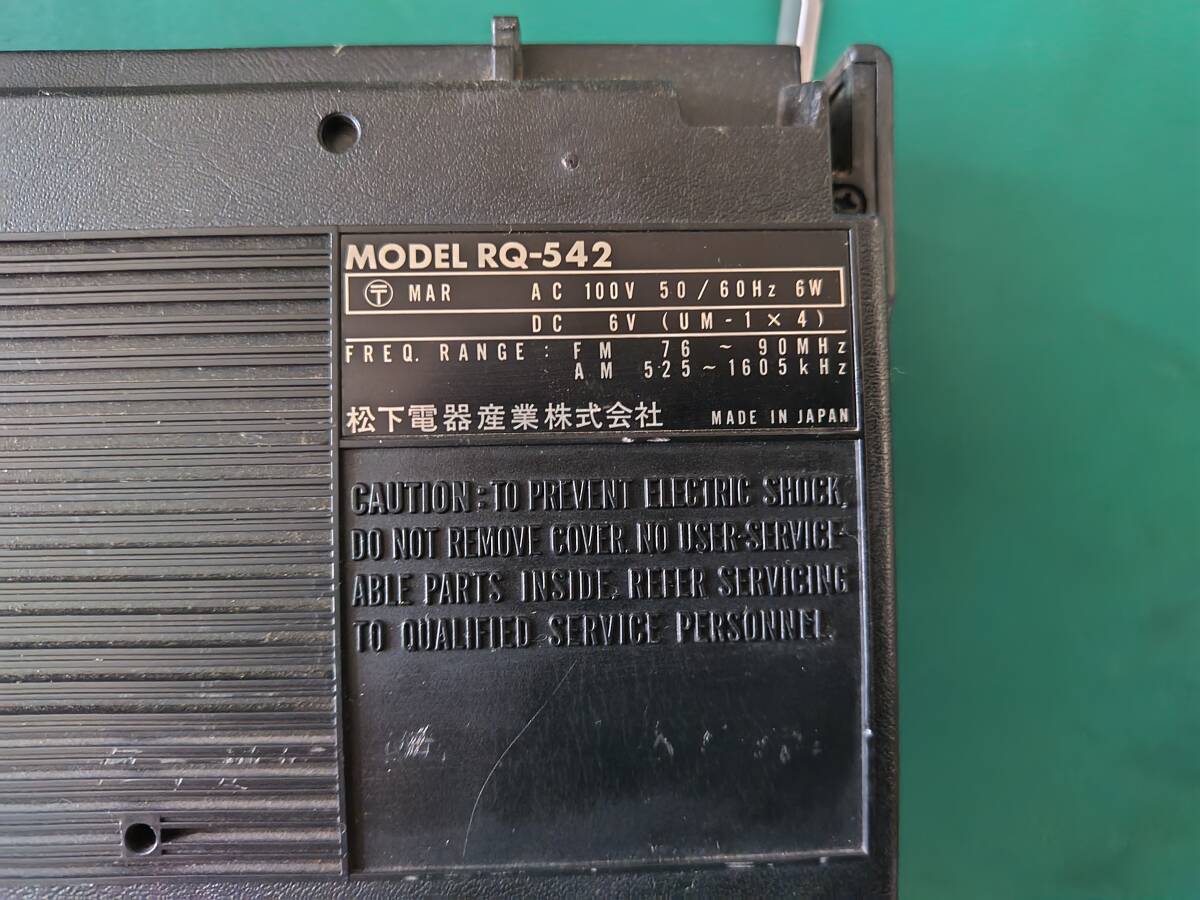 MODEL RQ-542
〒 MAR AC 100V 50/60Hz 6W
DC 6V (UM-1×4)
FREQ. RANGE: FM 76~90MHz
AM 525~1605kHz
松下電器産業株式会社 MADE IN JAPAN
CAUTION: TO PREVENT ELECTRIC SHOCK,
DO NOT REMOVE COVER. NO USER-SERVICE-
ABLE PARTS INSIDE. REFER SERVICING
TO QUALIFIED SERVICE PERSONNEL.